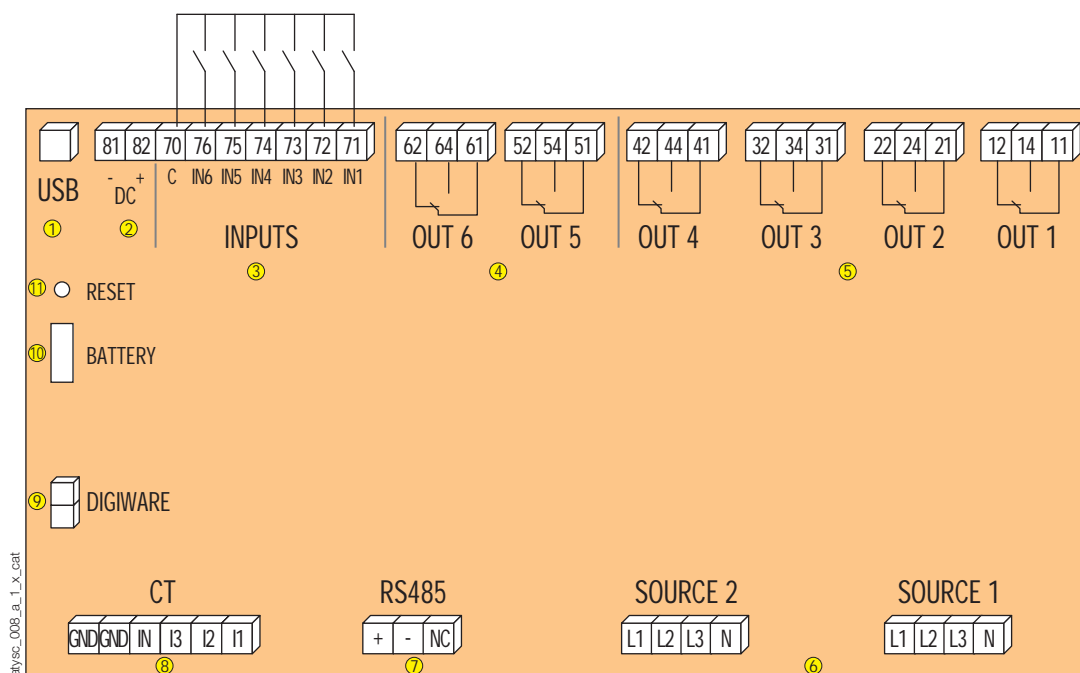 81 82 70 76 75 74 73 72 71
62 64 61
52 54 51
42 44 41
32 34 31
22 24 21
12 14 11
- +
DC
C IN6 IN5 IN4 IN3 IN2 IN1
USB
1
2
INPUTS
3
OUT 6
OUT 5
4
OUT 4
OUT 3
OUT 2
OUT 1
5
11 RESET
10 BATTERY
9 DIGIWARE
CT
GND GND IN I3 I2 I1
8
RS485
+ - NC
7
SOURCE 2
L1 L2 L3 N
SOURCE 1
L1 L2 L3 N
6
atysc_008_a_1_x_cat